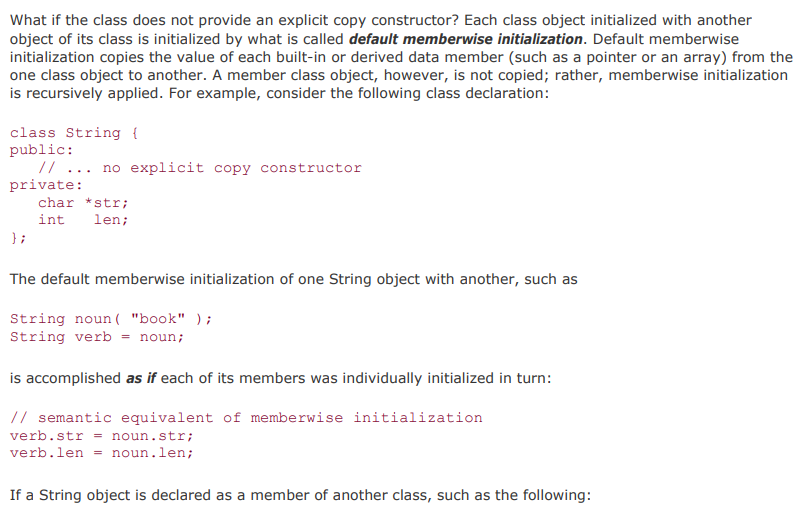 What if the class does not provide an explicit copy constructor? Each class object initialized with another
object of its class is initialized by what is called default memberwise initialization. Default memberwise
initialization copies the value of each built-in or derived data member (such as a pointer or an array) from the
one class object to another. A member class object, however, is not copied; rather, memberwise initialization
is recursively applied. For example, consider the following class declaration:
class String {
public:
   // ... no explicit copy constructor
private:
   char *str;
   int   len;
};
The default memberwise initialization of one String object with another, such as
String noun( "book" );
String verb = noun;
is accomplished as if each of its members was individually initialized in turn:
// semantic equivalent of memberwise initialization
verb.str = noun.str;
verb.len = noun.len;
If a String object is declared as a member of another class, such as the following: